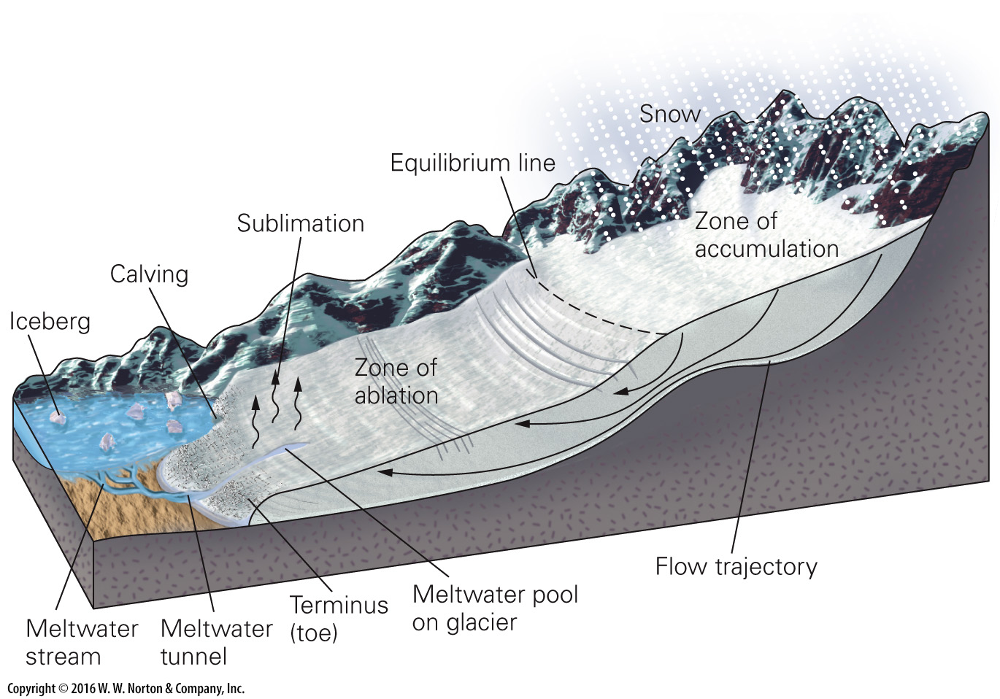 Snow
Equilibrium line
Zone of
accumulation
Sublimation
Calving
Iceberg
Zone of
ablation
Flow trajectory
Meltwater pool
on glacier
Terminus
(toe)
Meltwater
tunnel
Meltwater
stream
Copyright © 2016 W. W. Norton & Company, Inc.